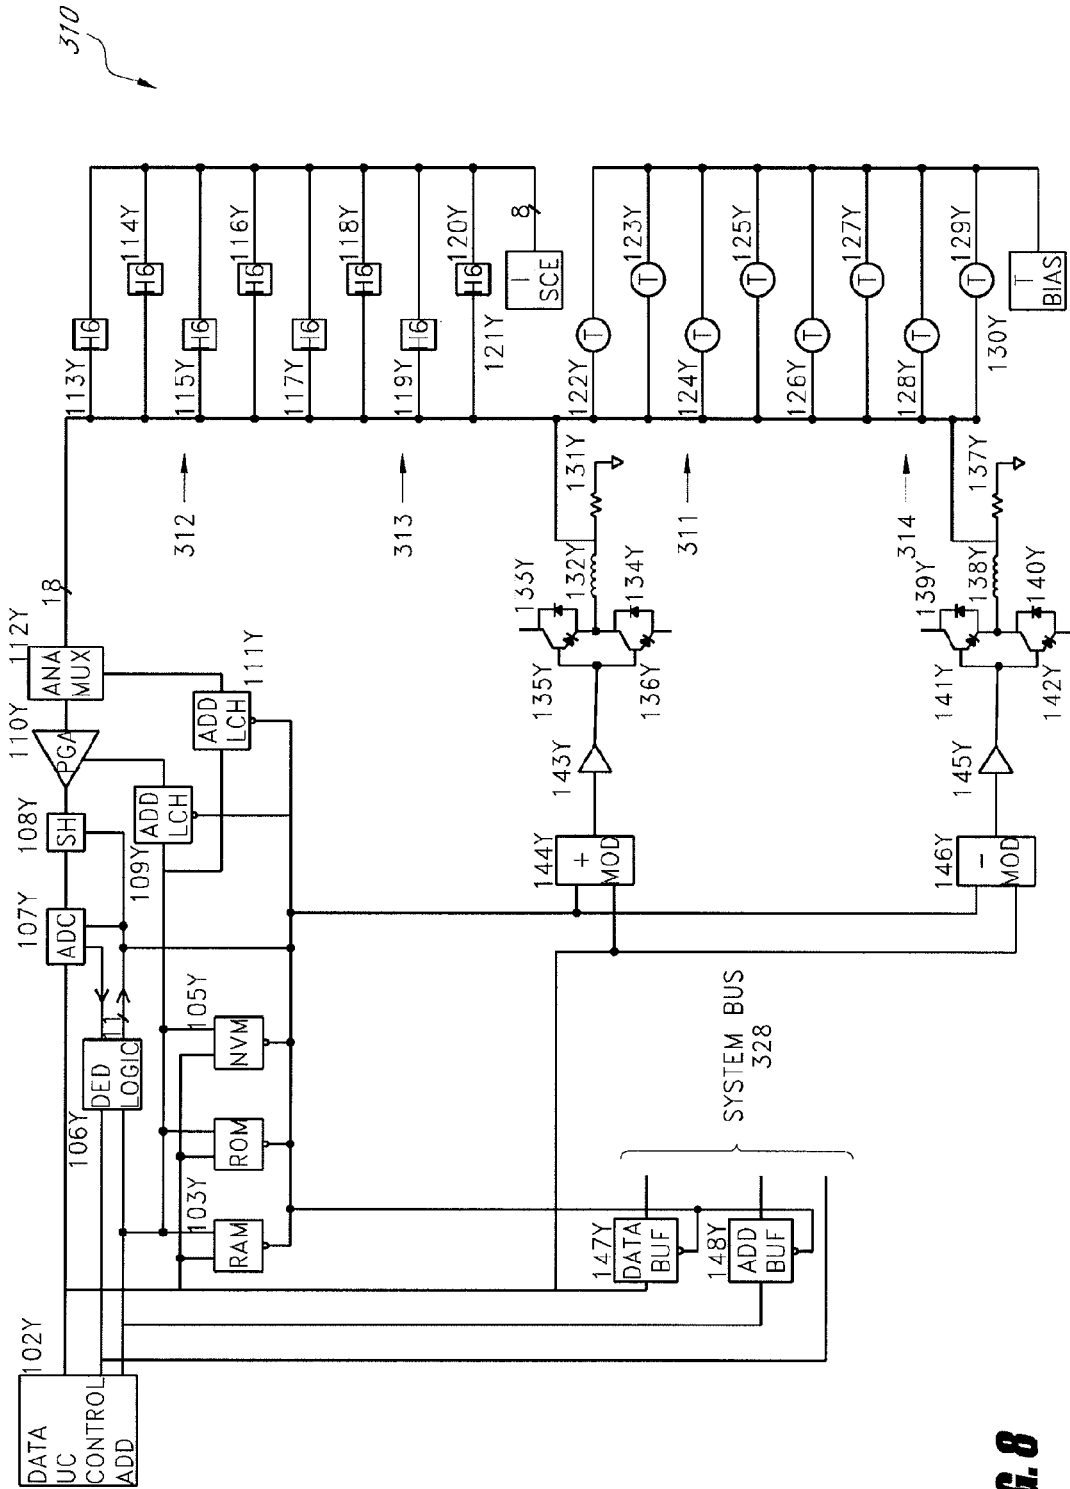 310
DATA
UC
CONTROL
ADD
102Y
106Y
DED
LOGIC
11
107Y
ADC
108Y
SH
110Y
PGA
112Y
ANA
MUX
18
109Y
ADD
LCH
111Y
ADD
LCH
103Y
RAM
ROM
105Y
NVM
113Y
H6
114Y
H6
115Y
H6
116Y
H6
117Y
H6
118Y
H6
119Y
H6
120Y
H6
121Y
I
SCE
8
122Y
T
123Y
T
124Y
T
125Y
T
126Y
T
127Y
T
128Y
T
129Y
T
130Y
T
BIAS
312
313
311
314
131Y
132Y
133Y
134Y
135Y
136Y
137Y
138Y
139Y
140Y
141Y
142Y
143Y
144Y
+
MOD
145Y
146Y
-
MOD
147Y
DATA
BUF
148Y
ADD
BUF
SYSTEM BUS
328
G. 8